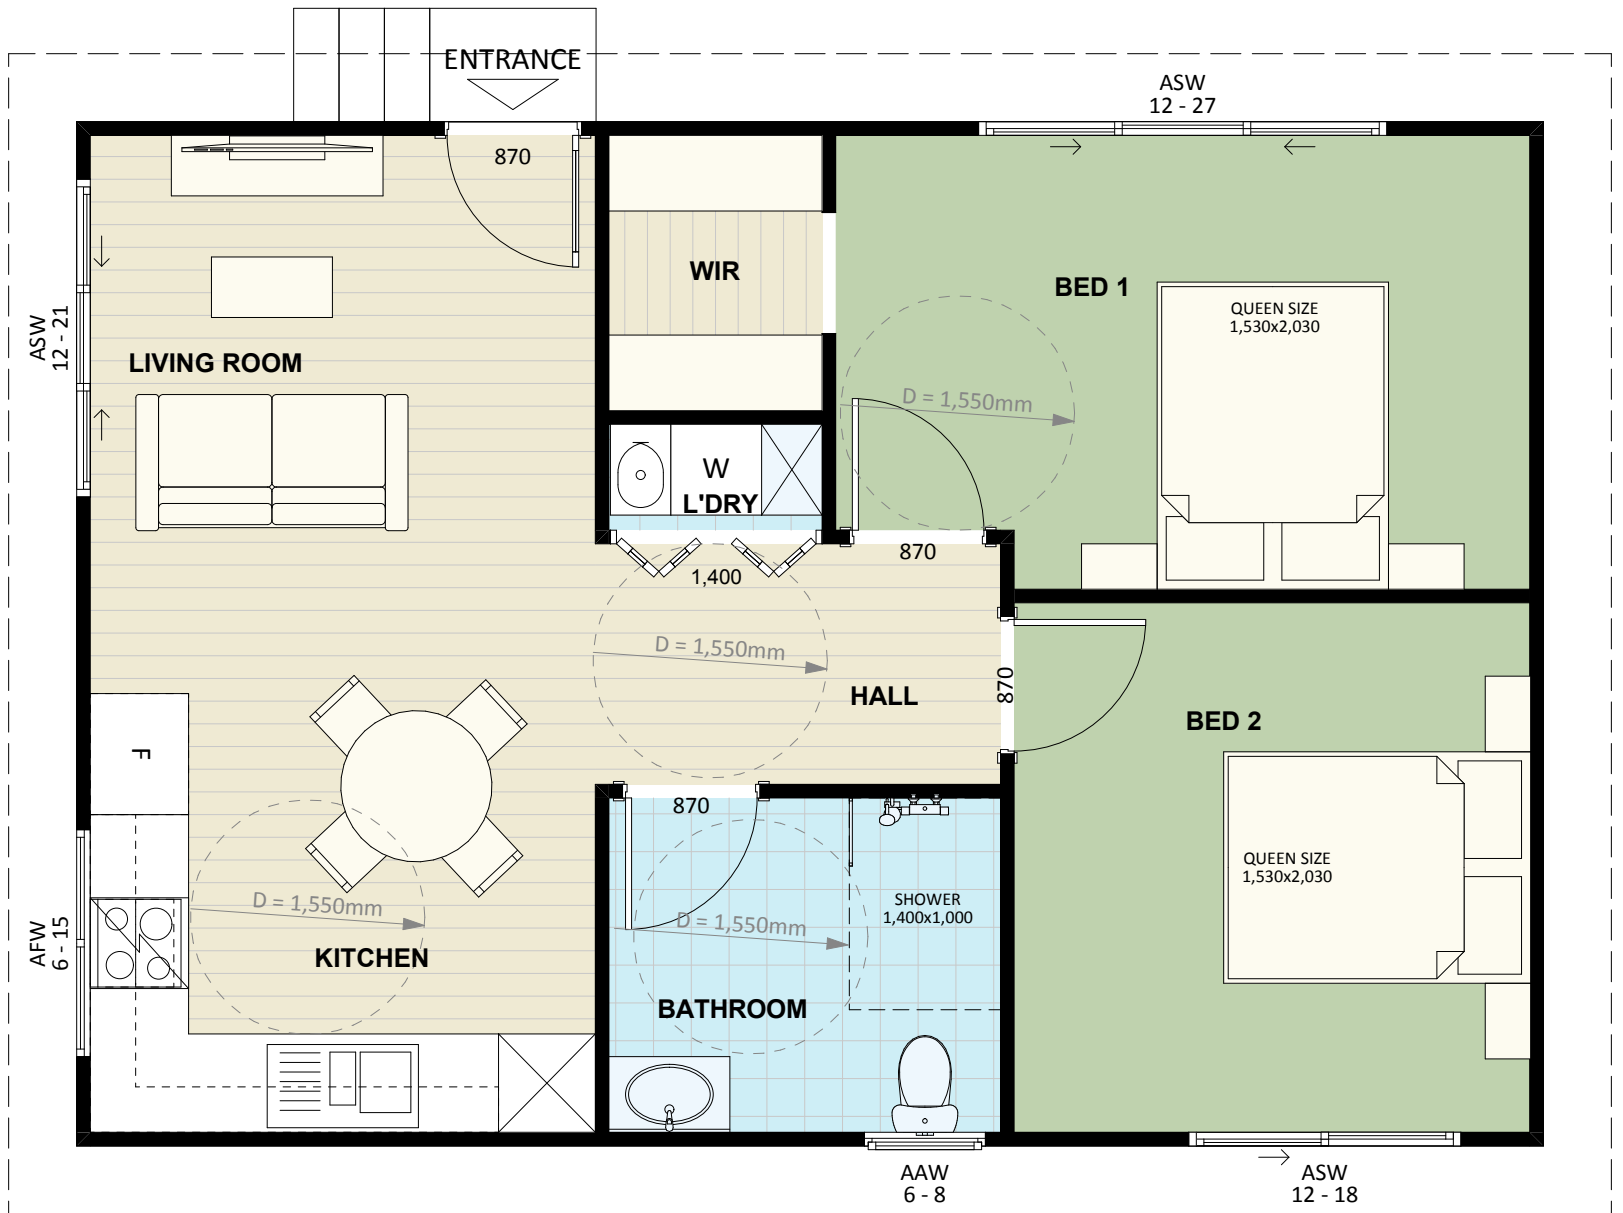 ENTRANCE
ASW
12 - 27
870
WIR
BED 1
QUEEN SIZE
1,530x2,030
ASW
12 - 21
LIVING ROOM
D = 1,550mm
W
L'DRY
870
1,400
D = 1,550mm
HALL
870
BED 2
F
870
QUEEN SIZE
1,530x2,030
SHOWER
1,400x1,000
D = 1,550mm
D = 1,550mm
AFW
6 - 15
KITCHEN
BATHROOM
AAW
6 - 8
ASW
12 - 18